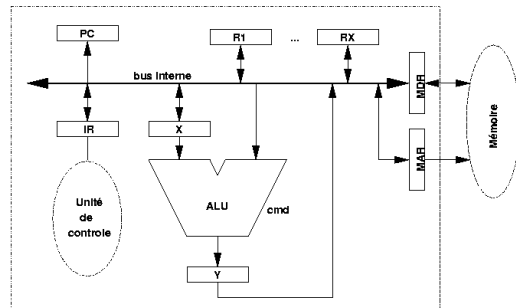 PC
R1
...
RX
bus interne
MDR
IR
X
MAR
Mémoire
Unité
de
controle
ALU
cmd
Y